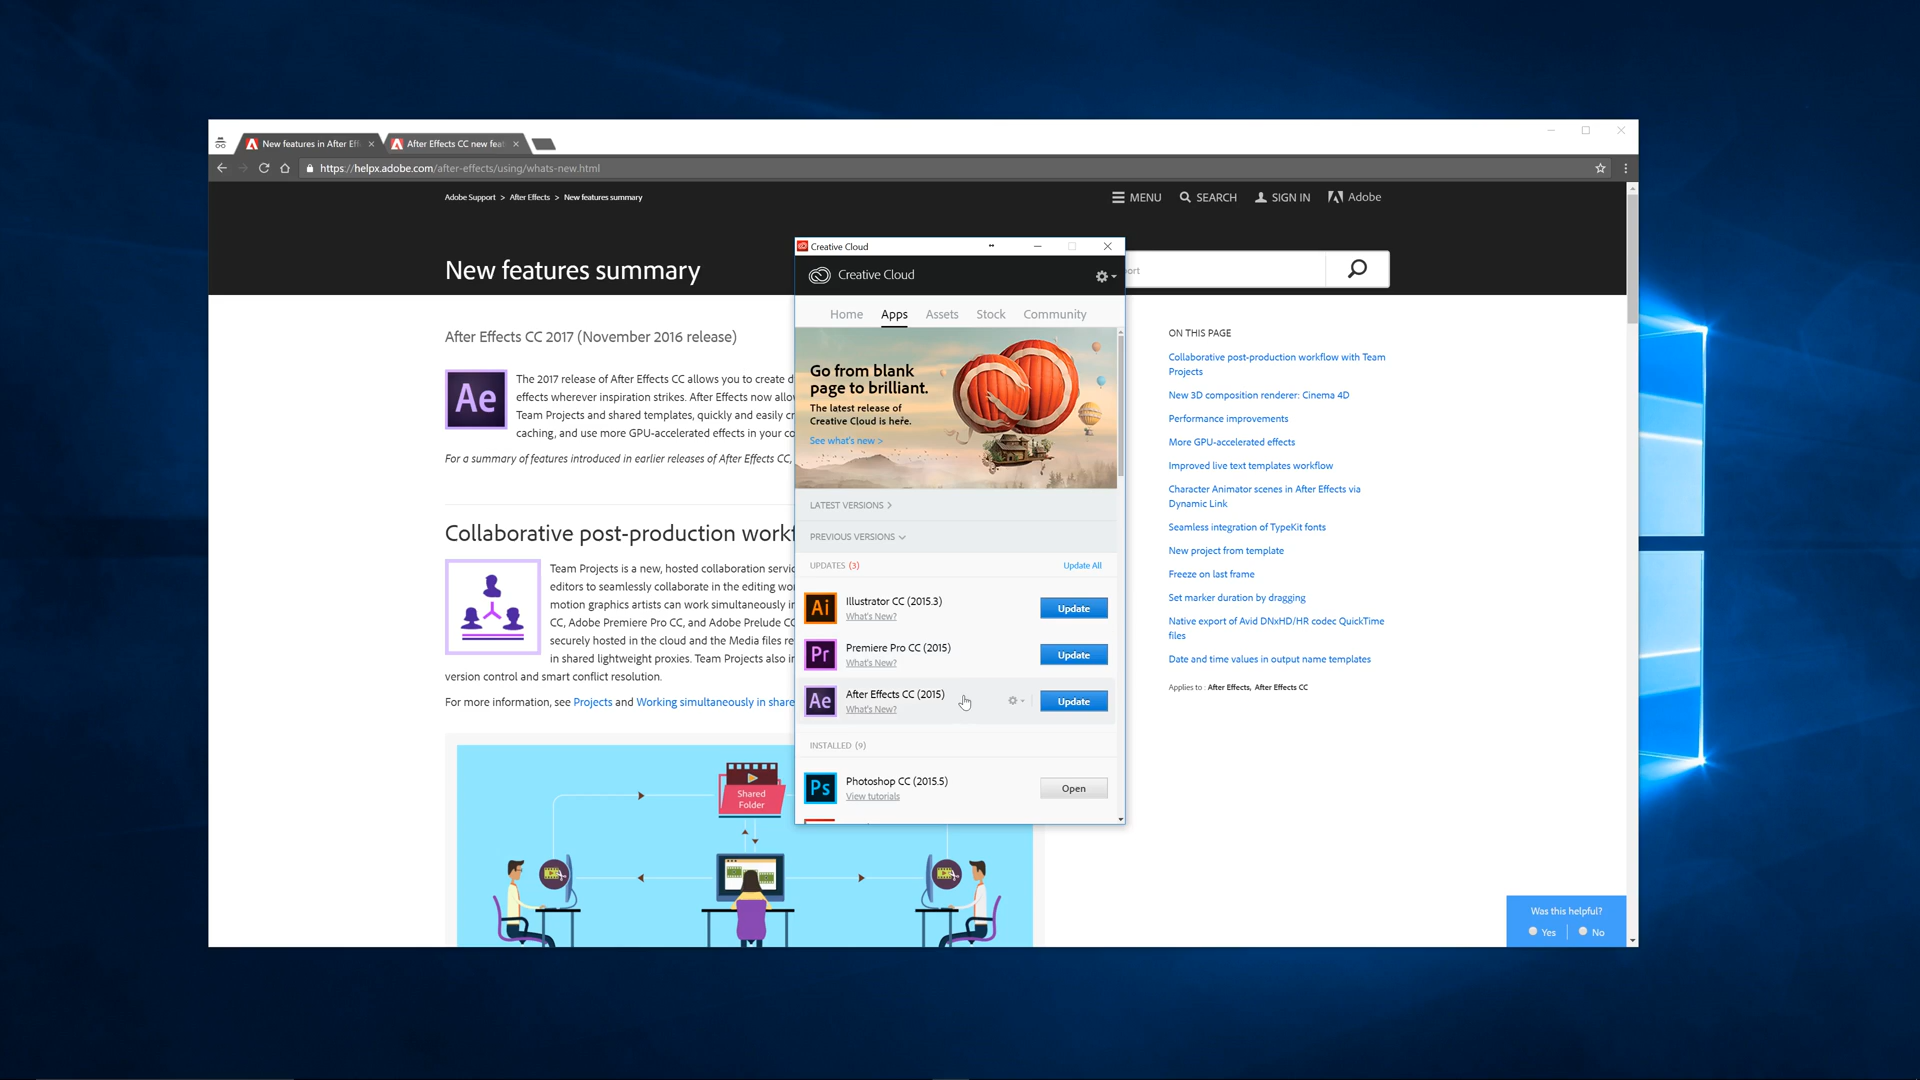 New features in After Eff
After Effects CC new feat
https://helpx.adobe.com/after-effects/using/whats-new.html
Adobe Support > After Effects > New features summary
MENU SEARCH SIGN IN Adobe
New features summary
ort
After Effects CC 2017 (November 2016 release)
Ae
The 2017 release of After Effects CC allows you to create d
effects wherever inspiration strikes. After Effects now allow
Team Projects and shared templates, quickly and easily cr
caching, and use more GPU-accelerated effects in your co
For a summary of features introduced in earlier releases of After Effects CC,
Collaborative post-production workf
Team Projects is a new, hosted collaboration servic
editors to seamlessly collaborate in the editing wor
motion graphics artists can work simultaneously in
CC, Adobe Premiere Pro CC, and Adobe Prelude CC
securely hosted in the cloud and the Media files re
in shared lightweight proxies. Team Projects also in
version control and smart conflict resolution.
For more information, see Projects and Working simultaneously in share
Shared
Folder
Creative Cloud
Creative Cloud
Home Apps Assets Stock Community
Go from blank
page to brilliant.
The latest release of
Creative Cloud is here.
See what's new >
LATEST VERSIONS >
PREVIOUS VERSIONS
UPDATES (3) Update All
Ai
Illustrator CC (2015.3)
What's New?
Update
Pr
Premiere Pro CC (2015)
What's New?
Update
Ae
After Effects CC (2015)
What's New?
Update
INSTALLED (9)
Ps
Photoshop CC (2015.5)
View tutorials
Open
ON THIS PAGE
Collaborative post-production workflow with Team
Projects
New 3D composition renderer: Cinema 4D
Performance improvements
More GPU-accelerated effects
Improved live text templates workflow
Character Animator scenes in After Effects via
Dynamic Link
Seamless integration of TypeKit fonts
New project from template
Freeze on last frame
Set marker duration by dragging
Native export of Avid DNxHD/HR codec QuickTime
files
Date and time values in output name templates
Applies to : After Effects, After Effects CC
Was this helpful?
Yes No